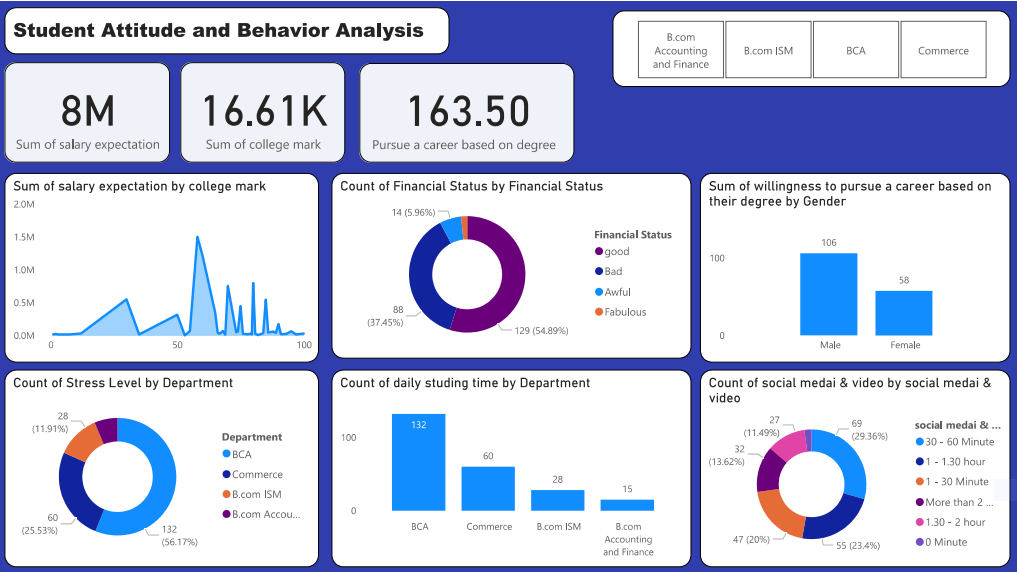 Student Attitude and Behavior Analysis
B.com
Accounting
and Finance
B.com ISM
BCA
Commerce
8M
Sum of salary expectation
16.61K
Sum of college mark
163.50
Pursue a career based on degree
Sum of salary expectation by college mark
2.0M
1.5M
1.0M
0.5M
0.0M
0
50
100
Count of Financial Status by Financial Status
14 (5.96%)
88
(37.45%)
129 (54.89%)
Financial Status
good
Bad
Awful
Fabulous
Sum of willingness to pursue a career based on
their degree by Gender
100
0
106
58
Male
Female
Count of Stress Level by Department
28
(11.91%)
60
(25.53%)
132
(56.17%)
Department
BCA
Commerce
B.com ISM
B.com Accou...
Count of daily studing time by Department
100
0
132
60
28
15
BCA
Commerce
B.com ISM
B.com
Accounting
and Finance
Count of social medai & video by social medai &
video
27
(11.49%)
69
(29.36%)
32
(13.62%)
47 (20%)
55 (23.4%)
social medai & ...
30 - 60 Minute
1 - 1.30 hour
1 - 30 Minute
More than 2 ...
1.30 - 2 hour
0 Minute